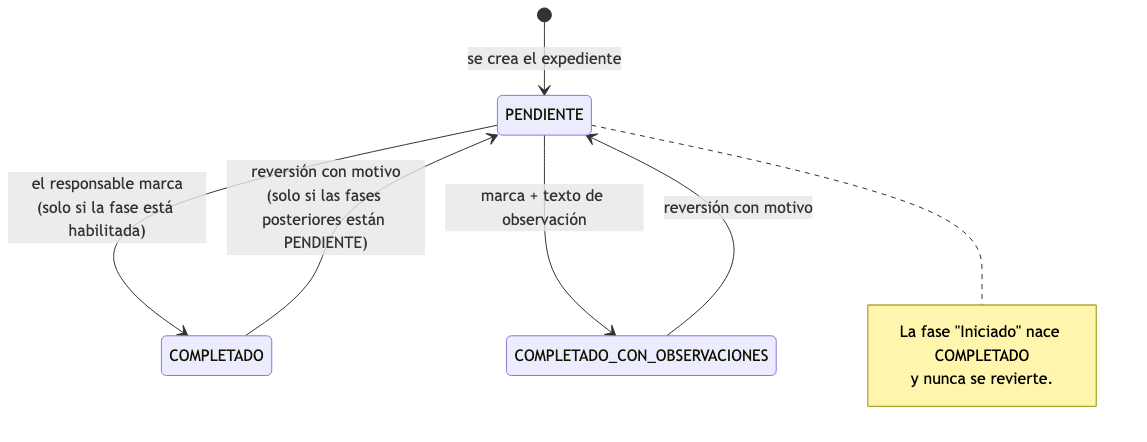 se crea el expediente
PENDIENTE
el responsable marca
(solo si la fase está
habilitada)
reversión con motivo
(solo si las fases
posteriores están
PENDIENTE)
marca + texto de
observación
reversión con motivo
COMPLETADO
COMPLETADO_CON_OBSERVACIONES
La fase "Iniciado" nace
COMPLETADO
y nunca se revierte.